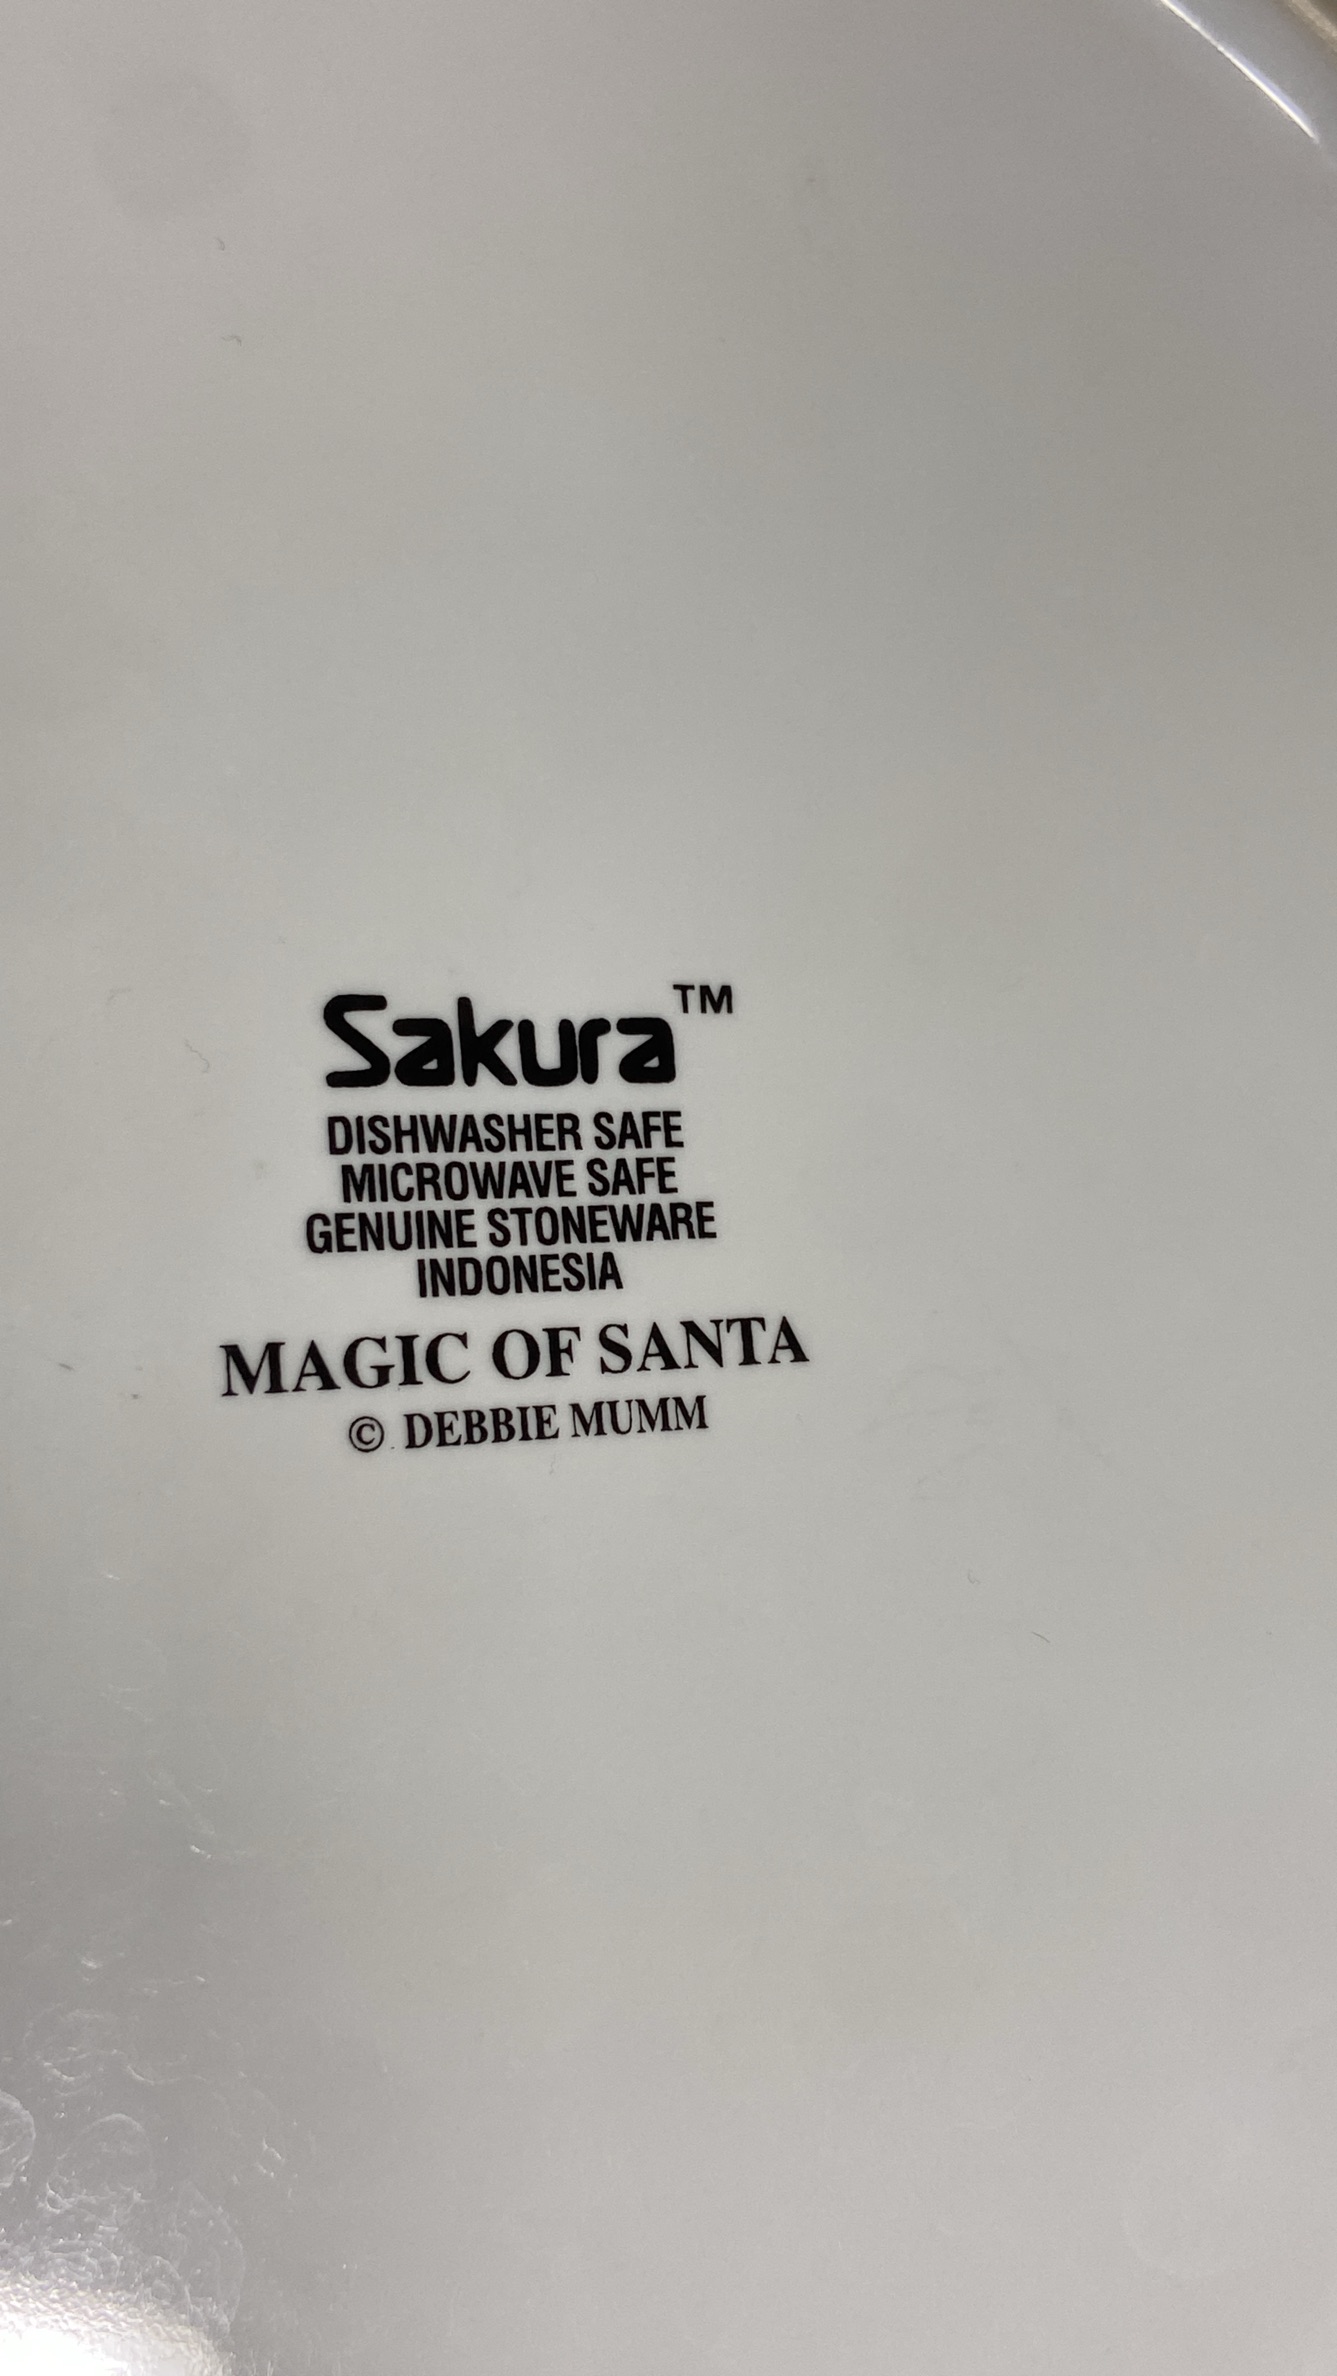 Sakura™
DISHWASHER SAFE
MICROWAVE SAFE
GENUINE STONEWARE
INDONESIA
MAGIC OF SANTA
© DEBBIE MUMM